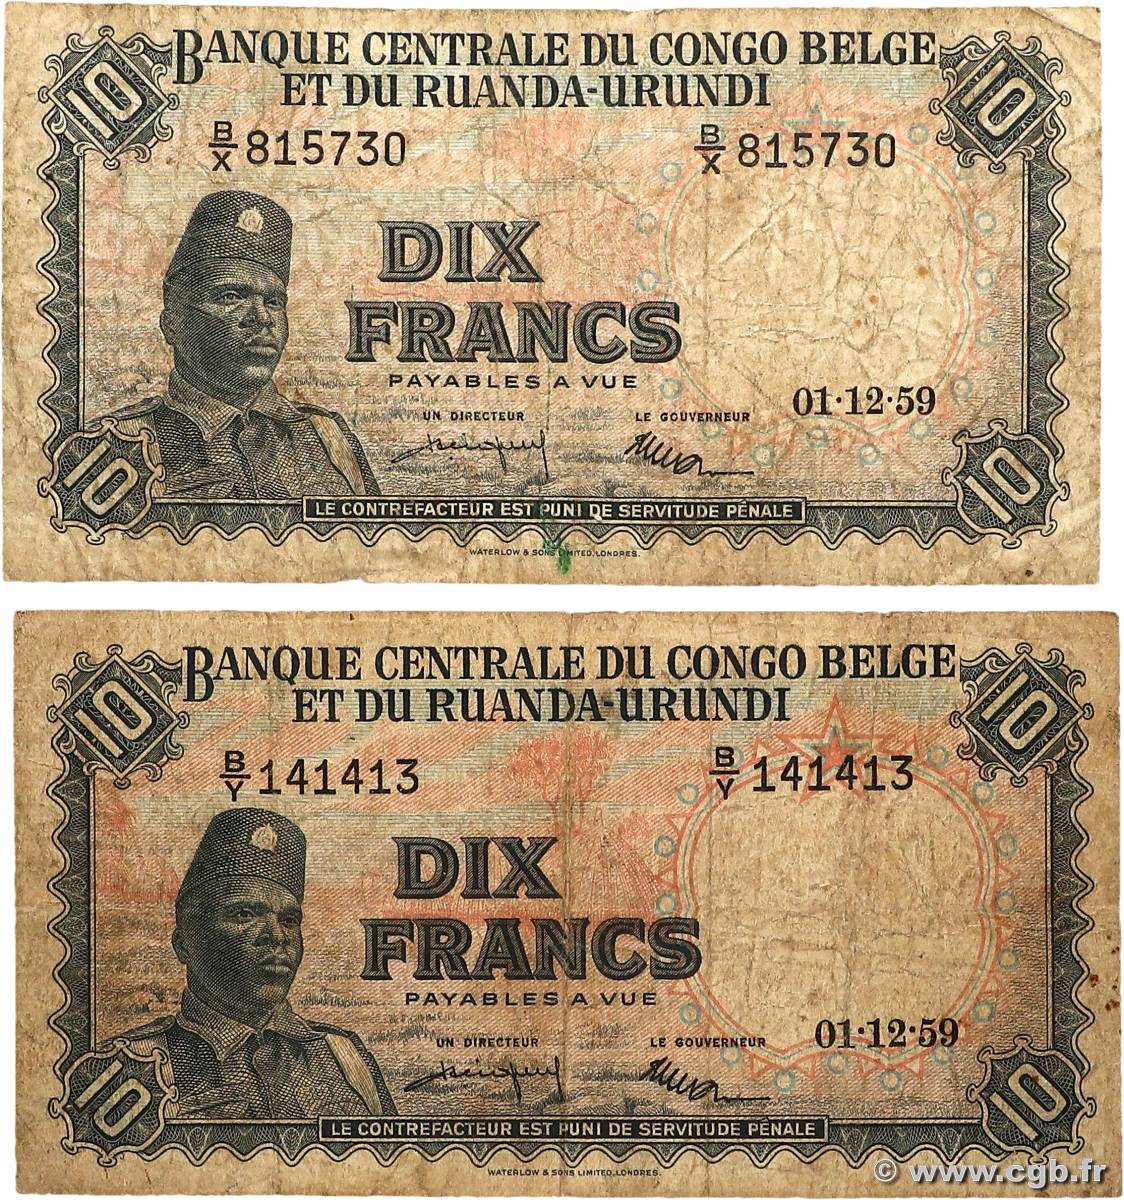 10
10
BANQUE CENTRALE DU CONGO BELGE
ET DU RUANDA-URUNDI
B/X 815730
B/X 815730
DIX
FRANCS
PAYABLES A VUE
UN DIRECTEUR
LE GOUVERNEUR
01·12·59
10
10
LE CONTREFACTEUR EST PUNI DE SERVITUDE PÉNALE
WATERLOW & SONS LIMITED, LONDRES.
10
10
BANQUE CENTRALE DU CONGO BELGE
ET DU RUANDA-URUNDI
B/Y 141413
B/Y 141413
DIX
FRANCS
PAYABLES A VUE
01·12·59
UN DIRECTEUR
LE GOUVERNEUR
10
10
LE CONTREFACTEUR EST PUNI DE SERVITUDE PÉNALE
WATERLOW & SONS LIMITED, LONDRES.
© www.cgb.fr